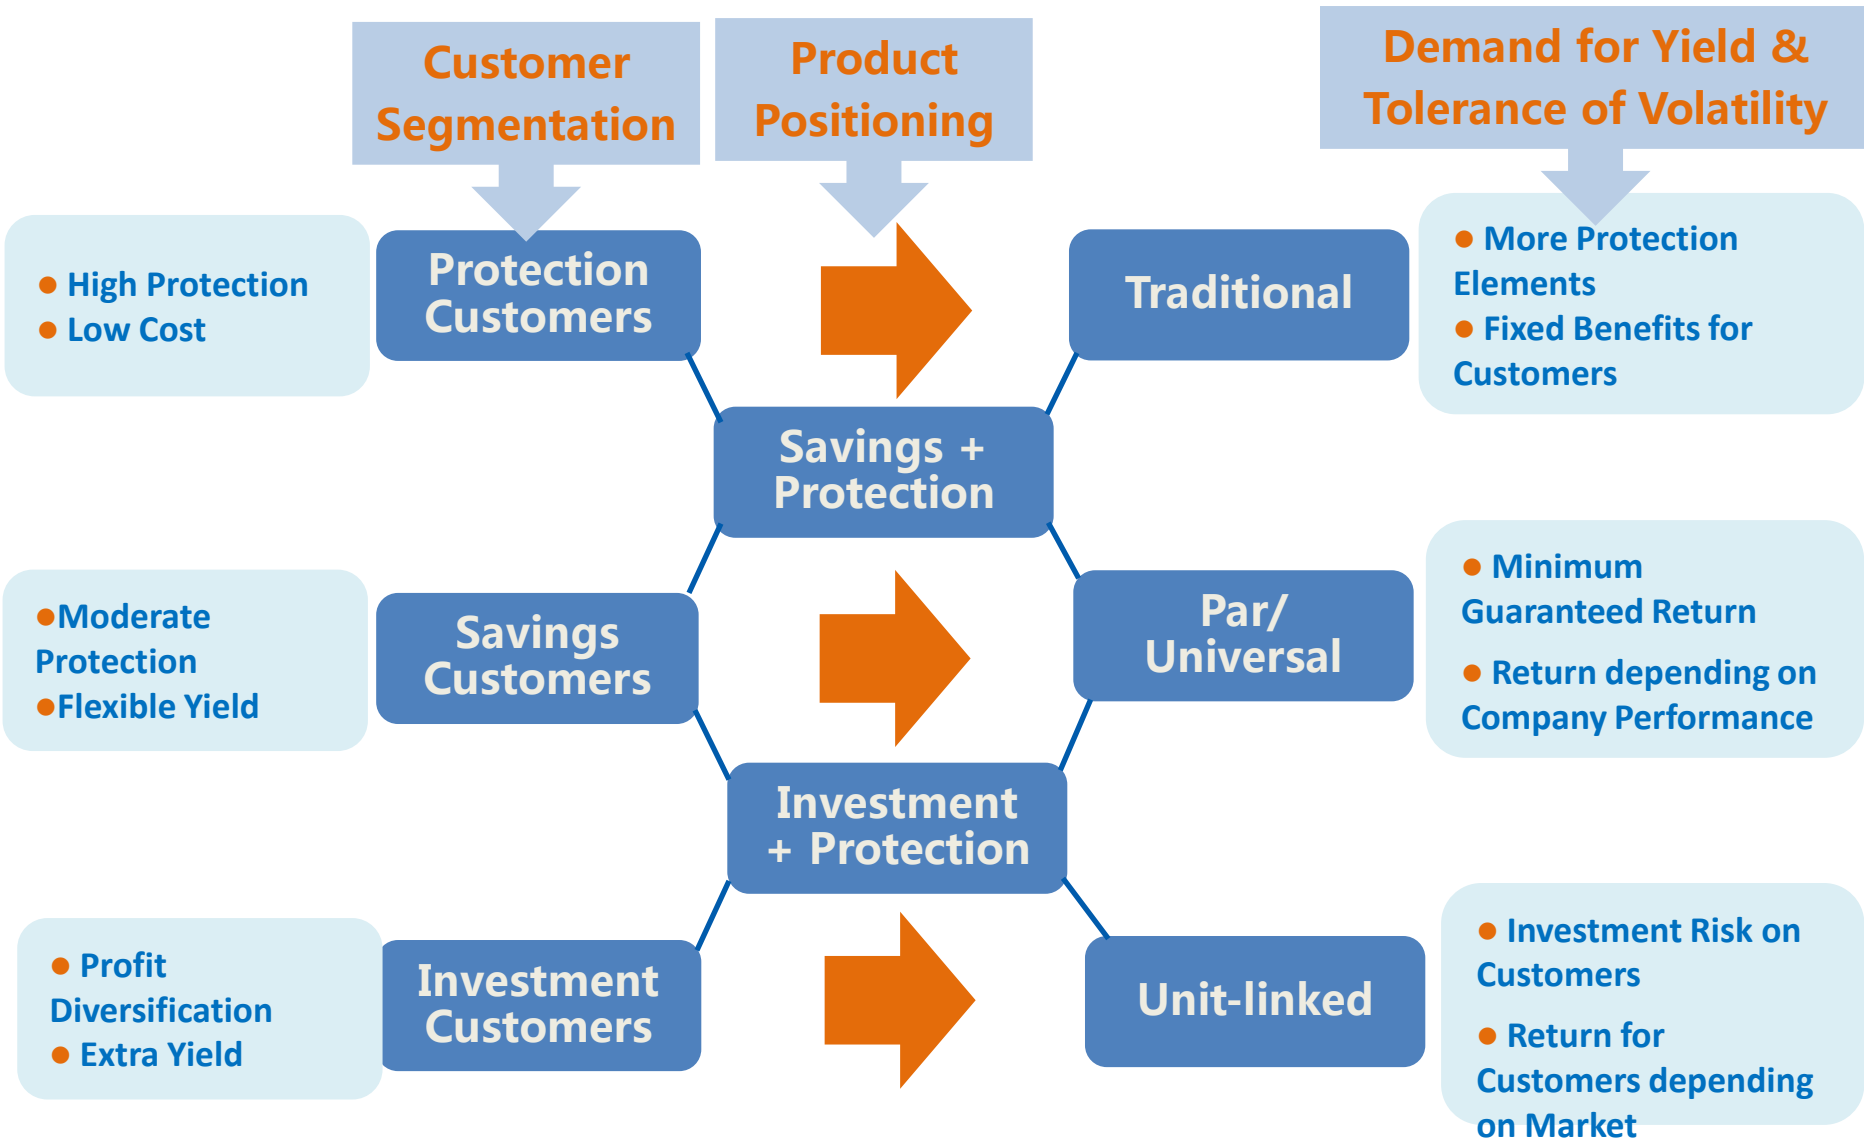 Customer
Segmentation
Product
Positioning
Demand for Yield &
Tolerance of Volatility
● High Protection
● Low Cost
Protection
Customers
Traditional
● More Protection
Elements
● Fixed Benefits for
Customers
Savings +
Protection
●Moderate
Protection
●Flexible Yield
Savings
Customers
Par/
Universal
● Minimum
Guaranteed Return
● Return depending on
Company Performance
Investment
+ Protection
● Profit
Diversification
● Extra Yield
Investment
Customers
Unit-linked
● Investment Risk on
Customers
● Return for
Customers depending
on Market